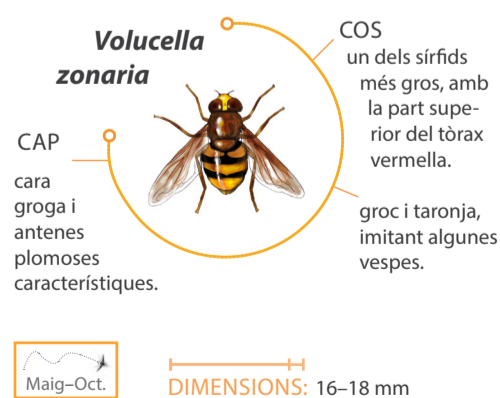 Volucella
zonaria
COS
un dels sírfids
més gros, amb
la part supe-
rior del tòrax
vermella.
groc i taronja,
imitant algunes
vespes.
CAP
cara
groga i
antenes
plomoses
característiques.
Maig–Oct.
DIMENSIONS: 16–18 mm